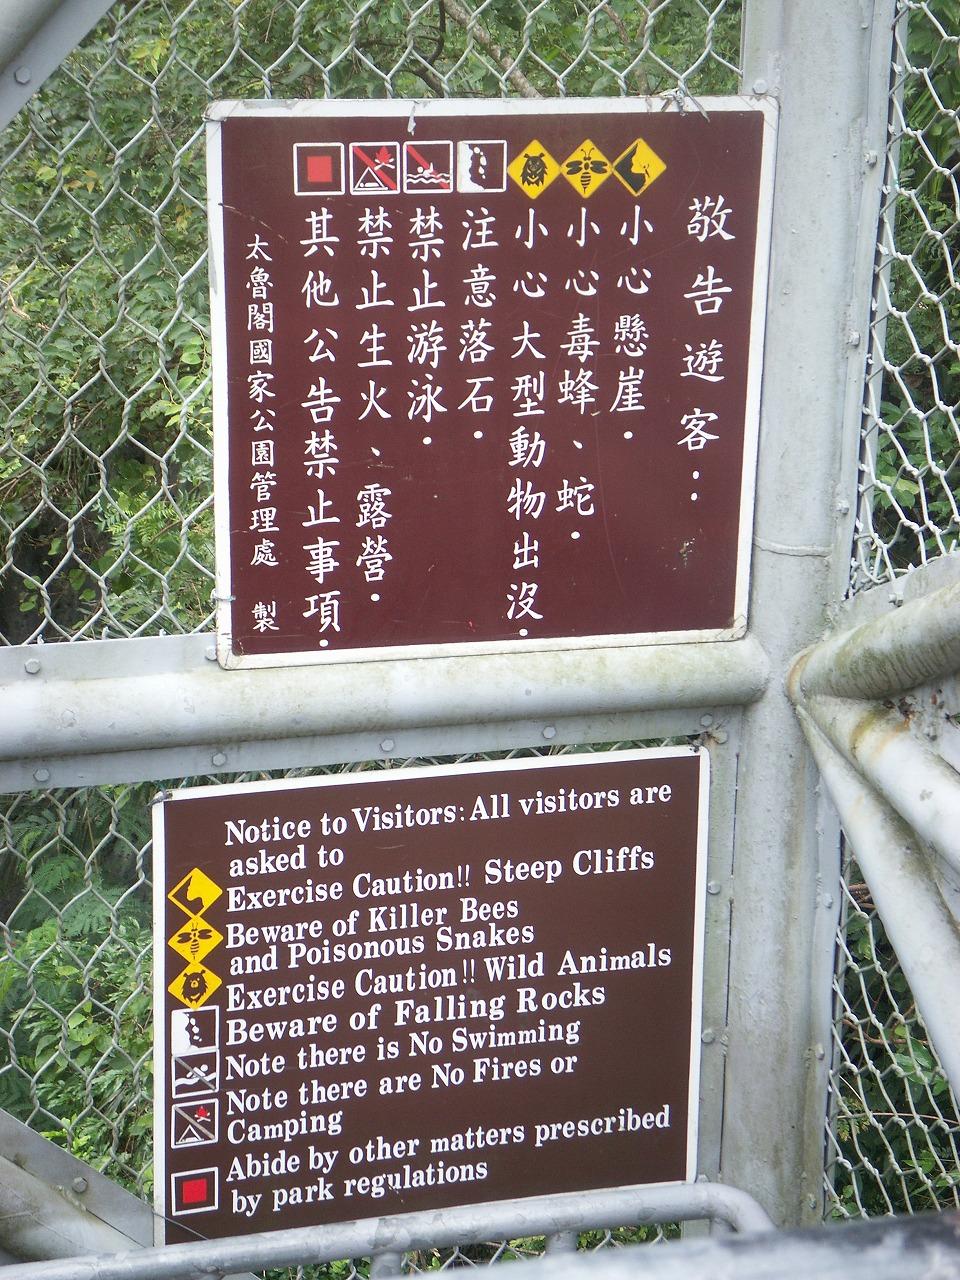 敬告遊客：
小心懸崖．
小心毒蜂、蛇．
小心大型動物出沒．
注意落石．
禁止游泳．
禁止生火、露營．
其他公告禁止事項．
太魯閣國家公園管理處 製
Notice to Visitors: All visitors are
asked to
Exercise Caution!! Steep Cliffs
Beware of Killer Bees
and Poisonous Snakes
Exercise Caution!! Wild Animals
Beware of Falling Rocks
Note there is No Swimming
Note there are No Fires or
Camping
Abide by other matters prescribed
by park regulations